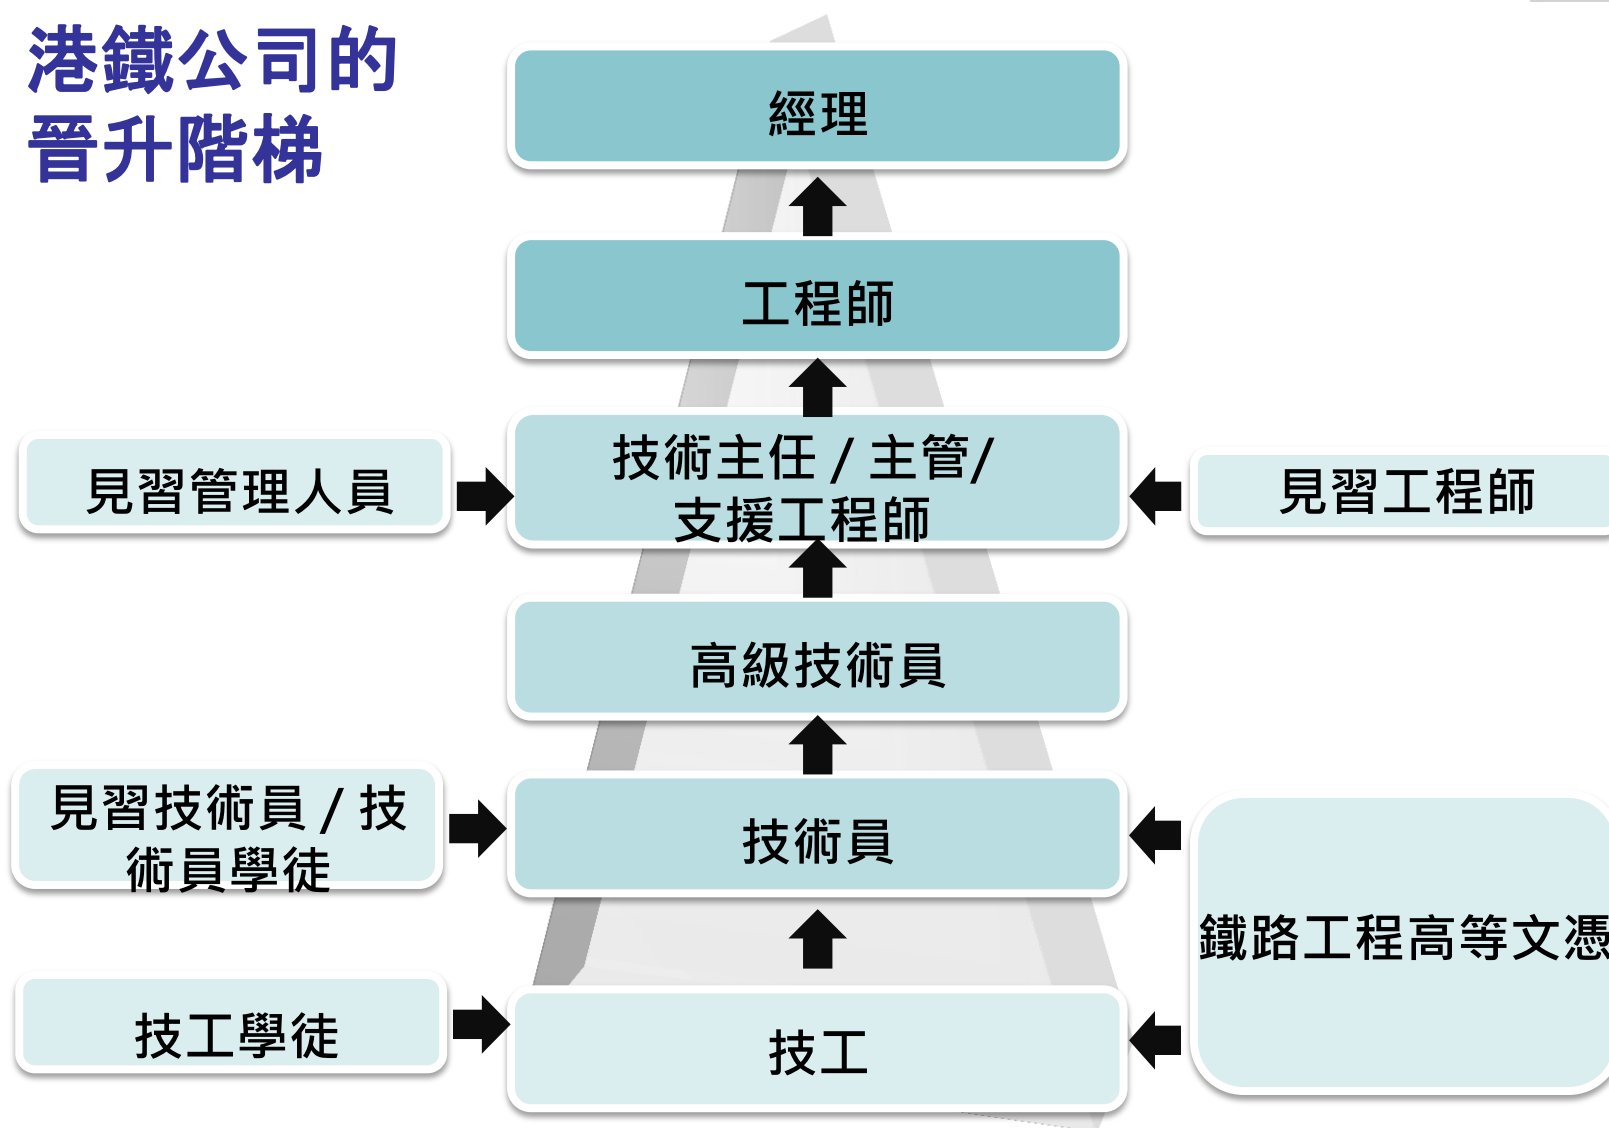 港鐵公司的
晉升階梯
經理
工程師
技術主任 / 主管/
支援工程師
見習管理人員
見習工程師
高級技術員
見習技術員 / 技
術員學徒
技術員
鐵路工程高等文憑
技工學徒
技工